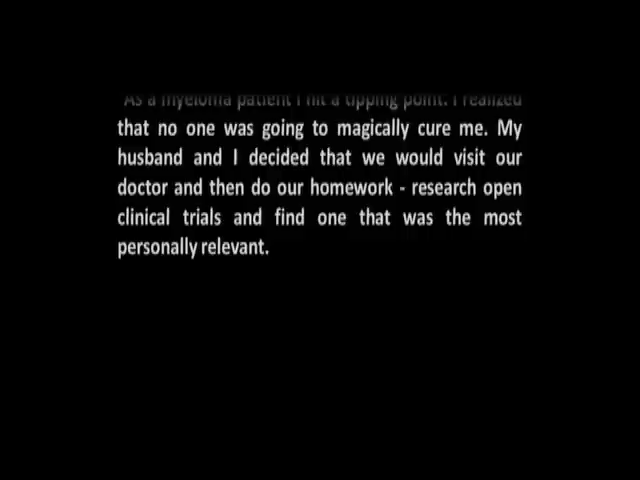 As a myeloma patient I hit a tipping point. I realized
that no one was going to magically cure me. My
husband and I decided that we would visit our
doctor and then do our homework - research open
clinical trials and find one that was the most
personally relevant.